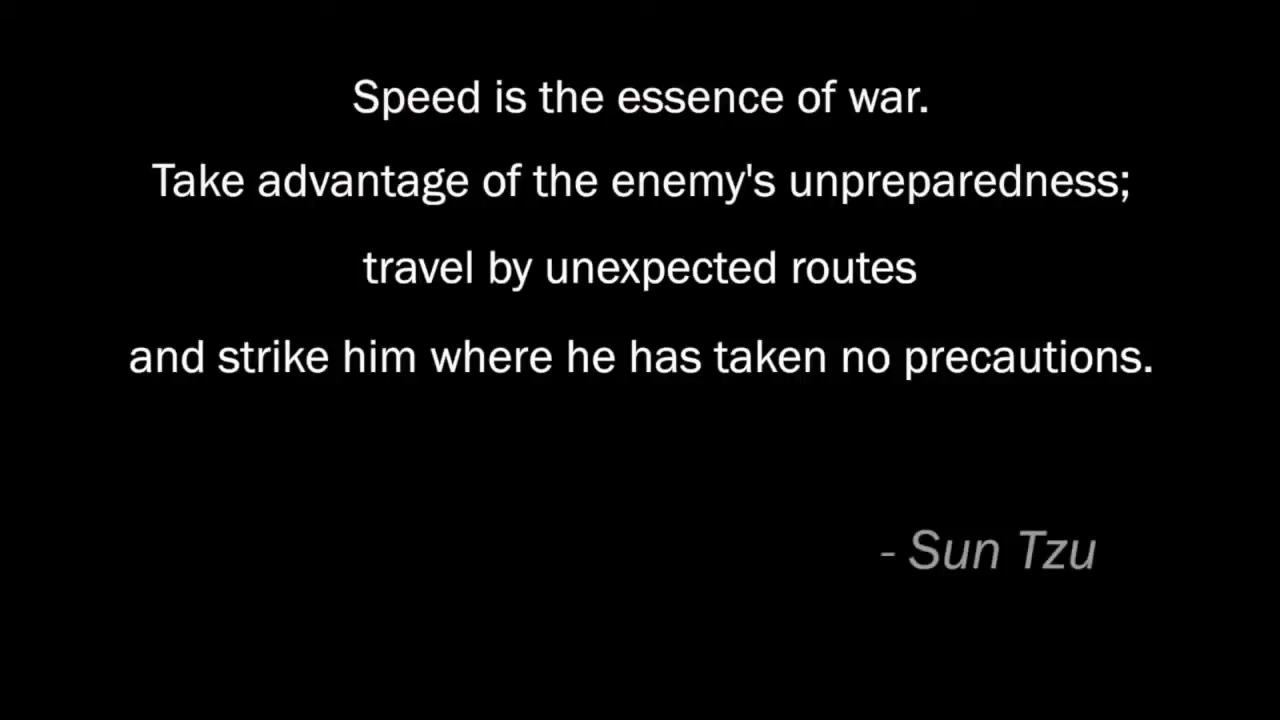 Speed is the essence of war.
Take advantage of the enemy's unpreparedness;
travel by unexpected routes
and strike him where he has taken no precautions.
- Sun Tzu